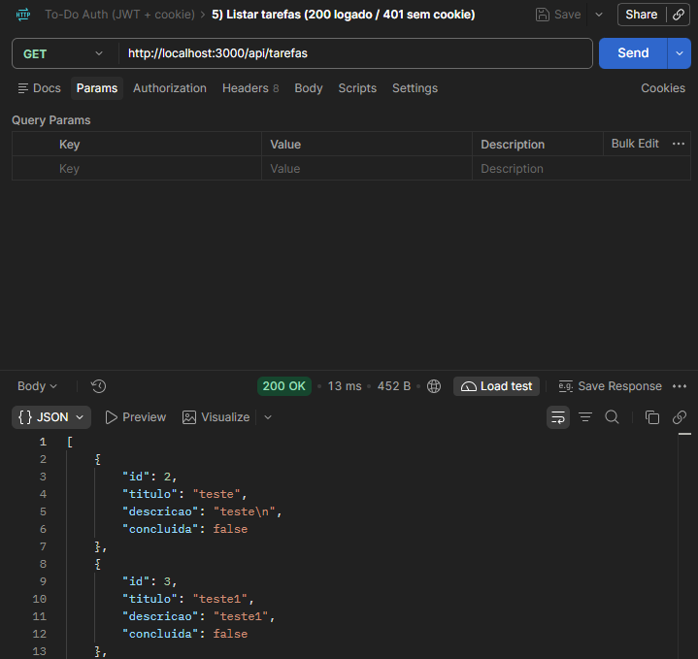 HTTP To-Do Auth (JWT + cookie) > 5) Listar tarefas (200 logado / 401 sem cookie) Save Share
GET http://localhost:3000/api/tarefas Send
Docs Params Authorization Headers 8 Body Scripts Settings Cookies
Query Params
Key Value Description Bulk Edit ···
Key Value Description
Body 200 OK • 13 ms • 452 B • Load test e.g. Save Response ···
{ } JSON Preview Visualize
1 [
2 {
3 "id": 2,
4 "titulo": "teste",
5 "descricao": "teste\n",
6 "concluida": false
7 },
8 {
9 "id": 3,
10 "titulo": "teste1",
11 "descricao": "teste1",
12 "concluida": false
13 },